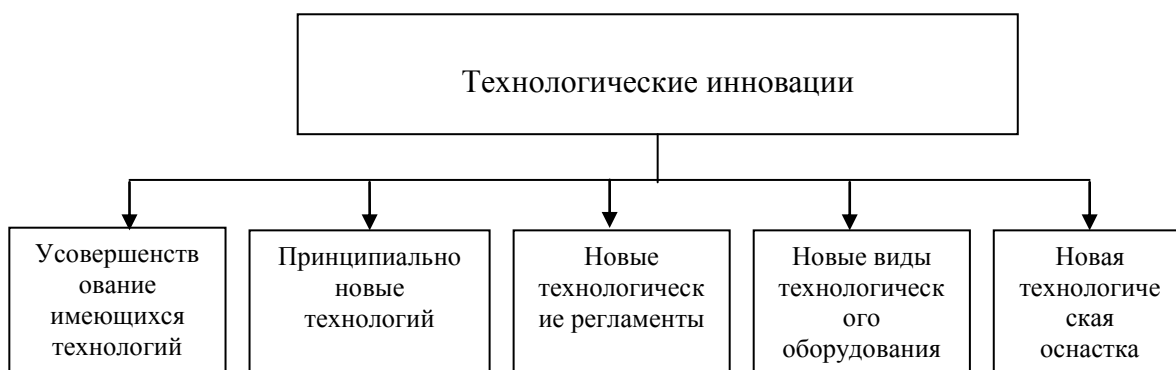 Технологические инновации
Усовершенств
ование
имеющихся
технологий
Принципиально
новые
технологий
Новые
технологическ
ие регламенты
Новые виды
технологическ
ого
оборудования
Новая
технологиче
ская
оснастка